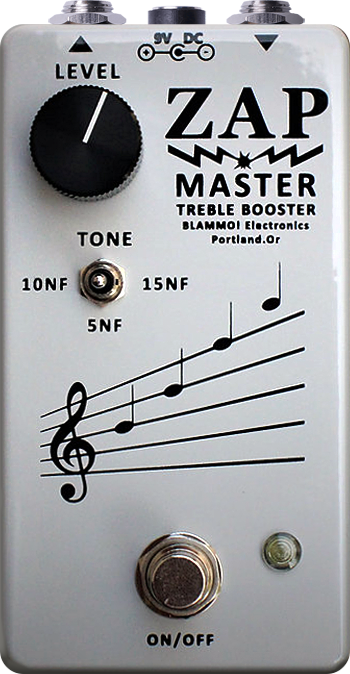 9V DC
LEVEL
ZAP
MASTER
TREBLE BOOSTER
BLAMMO! Electronics
Portland.Or
TONE
10NF
15NF
5NF
ON/OFF